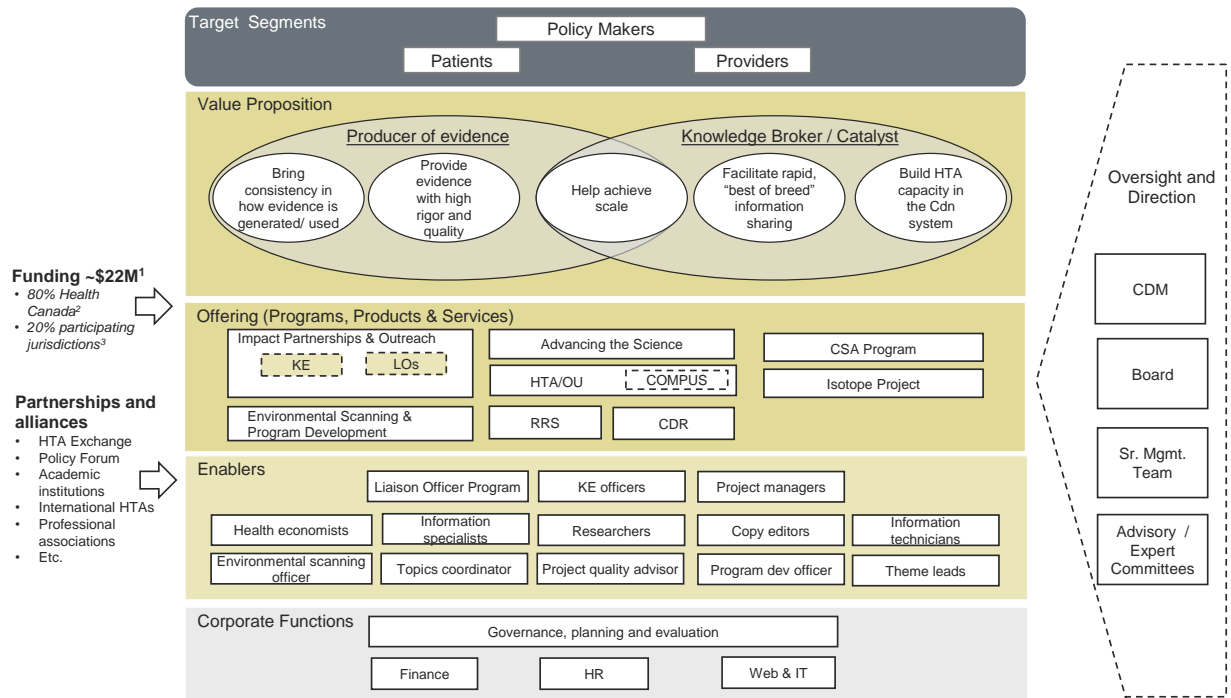 Target Segments
Policy Makers
Patients
Providers
Value Proposition
Producer of evidence
Knowledge Broker / Catalyst
Bring
consistency in
how evidence is
generated/ used
Provide
evidence
with high
rigor and
quality
Help achieve
scale
Facilitate rapid,
“best of breed”
information
sharing
Build HTA
capacity in
the Cdn
system
Funding ~$22M1
• 80% Health
Canada2
• 20% participating
jurisdictions3
Partnerships and
alliances
• HTA Exchange
• Policy Forum
• Academic
institutions
• International HTAs
• Professional
associations
• Etc.
Offering (Programs, Products & Services)
Impact Partnerships & Outreach
KE
LOs
Environmental Scanning &
Program Development
Advancing the Science
HTA/OU
COMPUS
RRS
CDR
CSA Program
Isotope Project
Enablers
Liaison Officer Program
KE officers
Project managers
Health economists
Information
specialists
Researchers
Copy editors
Information
technicians
Environmental scanning
officer
Topics coordinator
Project quality advisor
Program dev officer
Theme leads
Corporate Functions
Governance, planning and evaluation
Finance
HR
Web & IT
Oversight and
Direction
CDM
Board
Sr. Mgmt.
Team
Advisory /
Expert
Committees